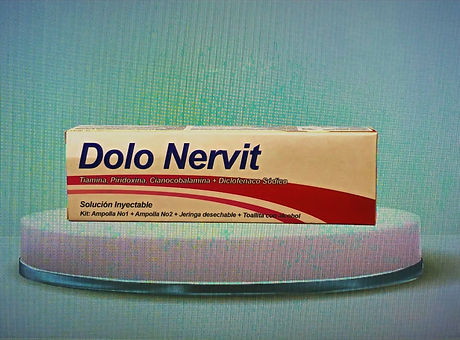 Dolo Nervit
Tiamina, Piridoxina, Cianocobalamina + Diclofenaco Sódico
Solución Inyectable
Kit: Ampolla No1 + Ampolla No2 + Jeringa desechable + Toallita con alcohol